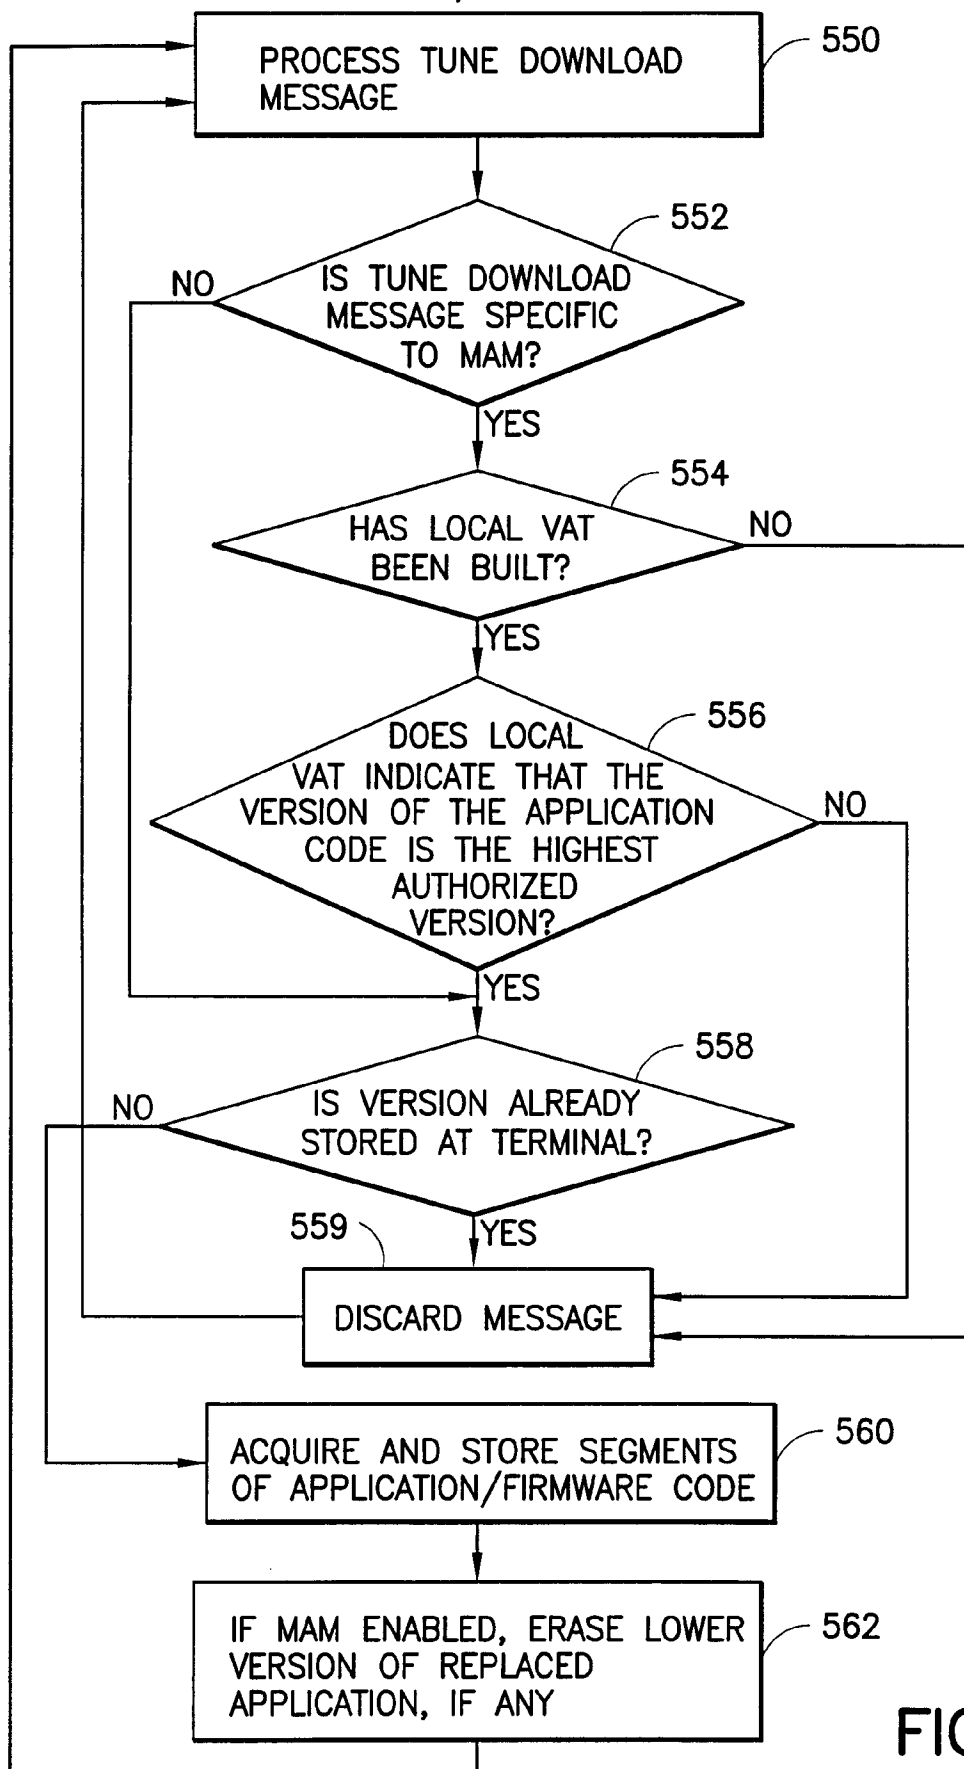 PROCESS TUNE DOWNLOAD
MESSAGE
550
552
NO
IS TUNE DOWNLOAD
MESSAGE SPECIFIC
TO MAM?
YES
554
HAS LOCAL VAT
BEEN BUILT?
NO
YES
556
DOES LOCAL
VAT INDICATE THAT THE
VERSION OF THE APPLICATION
CODE IS THE HIGHEST
AUTHORIZED
VERSION?
NO
YES
558
NO
IS VERSION ALREADY
STORED AT TERMINAL?
YES
559
DISCARD MESSAGE
560
ACQUIRE AND STORE SEGMENTS
OF APPLICATION/FIRMWARE CODE
562
IF MAM ENABLED, ERASE LOWER
VERSION OF REPLACED
APPLICATION, IF ANY